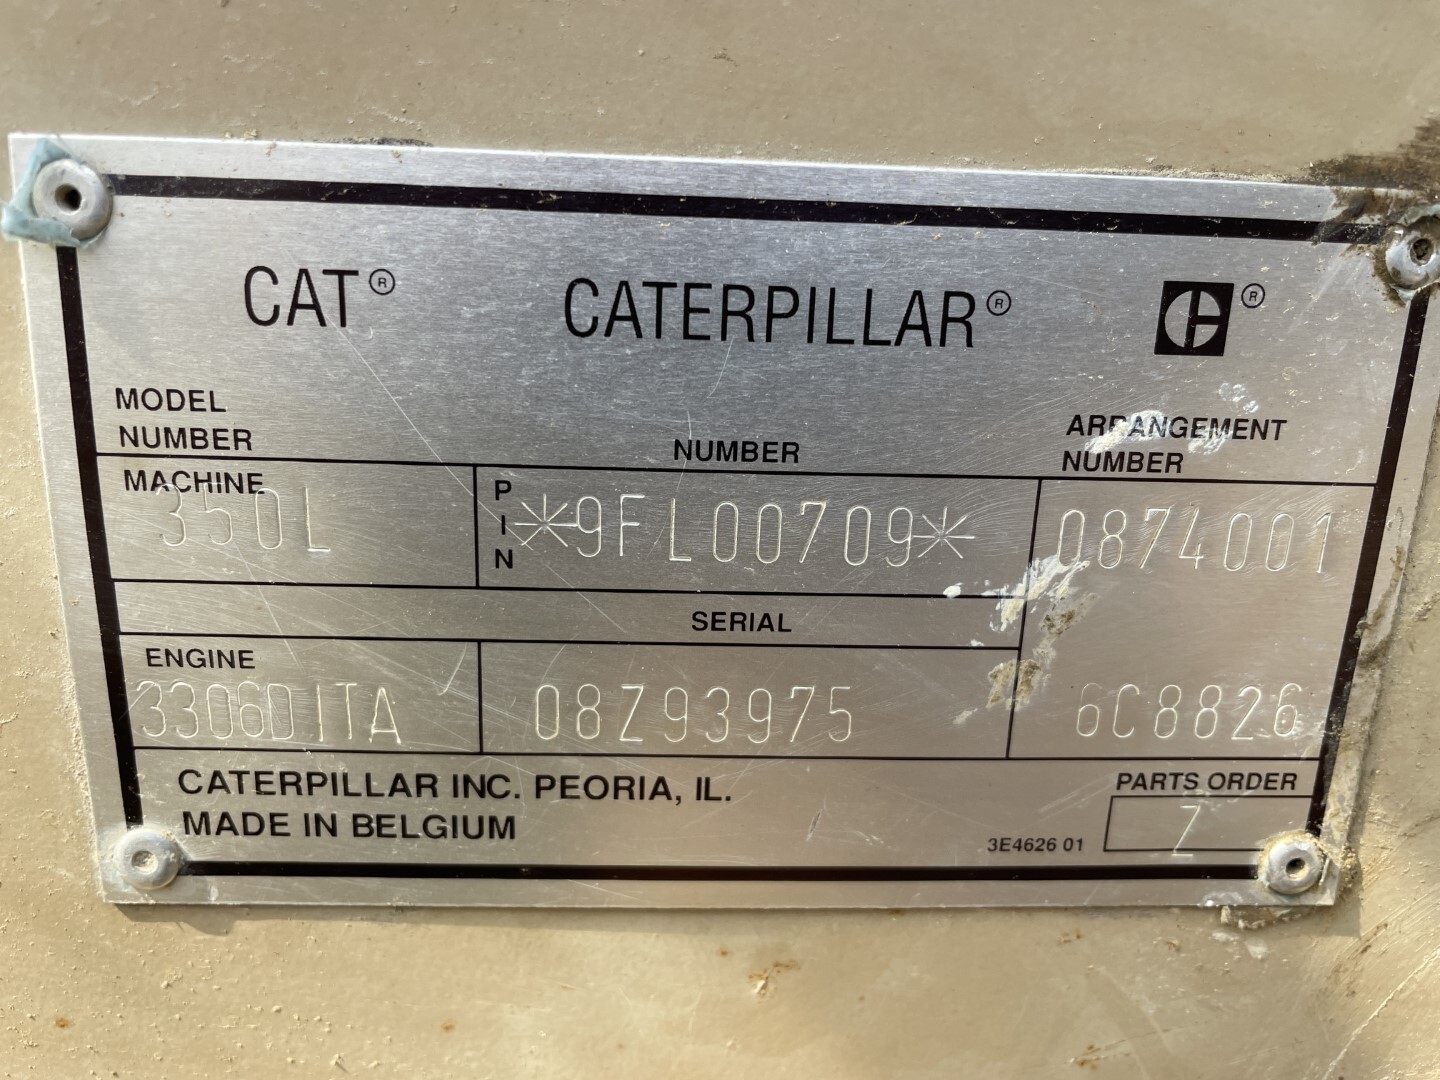 CAT® CATERPILLAR® ®
MODEL NUMBER NUMBER ARRANGEMENT NUMBER
MACHINE
350L PIN *9FL00709* 0874001
SERIAL
ENGINE
3306DITA 08Z93975 6C8826
CATERPILLAR INC. PEORIA, IL. PARTS ORDER
MADE IN BELGIUM 3E4626 01 Z